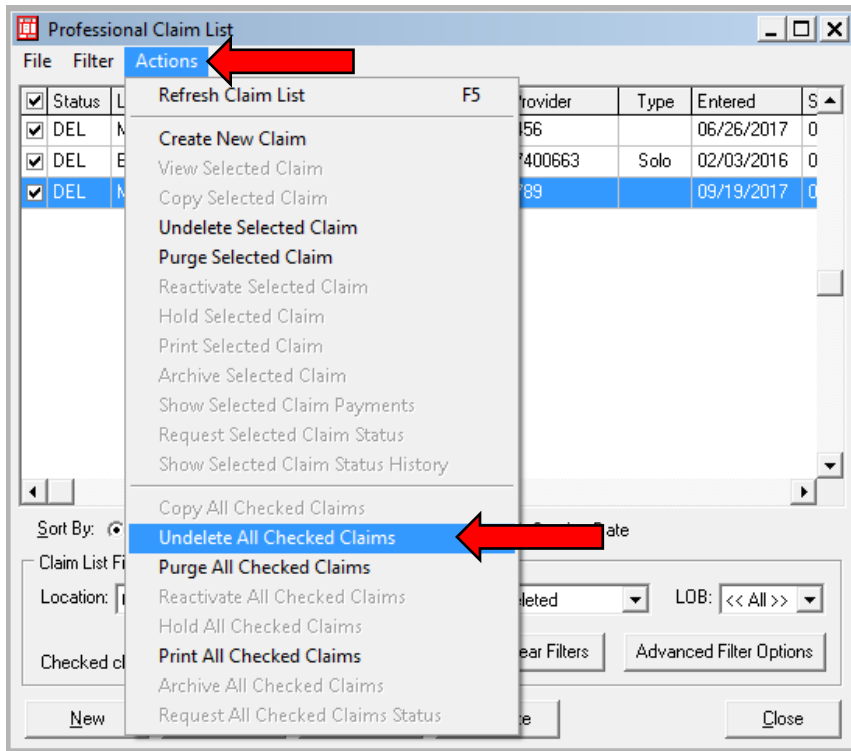 Professional Claim List
File Filter Actions
Status L Provider Type Entered S
DEL M 456 06/26/2017 0
DEL E 7400663 Solo 02/03/2016 0
DEL M 789 09/19/2017 0
Refresh Claim List F5
Create New Claim
View Selected Claim
Copy Selected Claim
Undelete Selected Claim
Purge Selected Claim
Reactivate Selected Claim
Hold Selected Claim
Print Selected Claim
Archive Selected Claim
Show Selected Claim Payments
Request Selected Claim Status
Show Selected Claim Status History
Copy All Checked Claims
Undelete All Checked Claims
Purge All Checked Claims
Reactivate All Checked Claims
Hold All Checked Claims
Print All Checked Claims
Archive All Checked Claims
Request All Checked Claims Status
Sort By: ate
Claim List Fi
Location: leted LOB: << All >>
Checked cl ear Filters Advanced Filter Options
New te Close